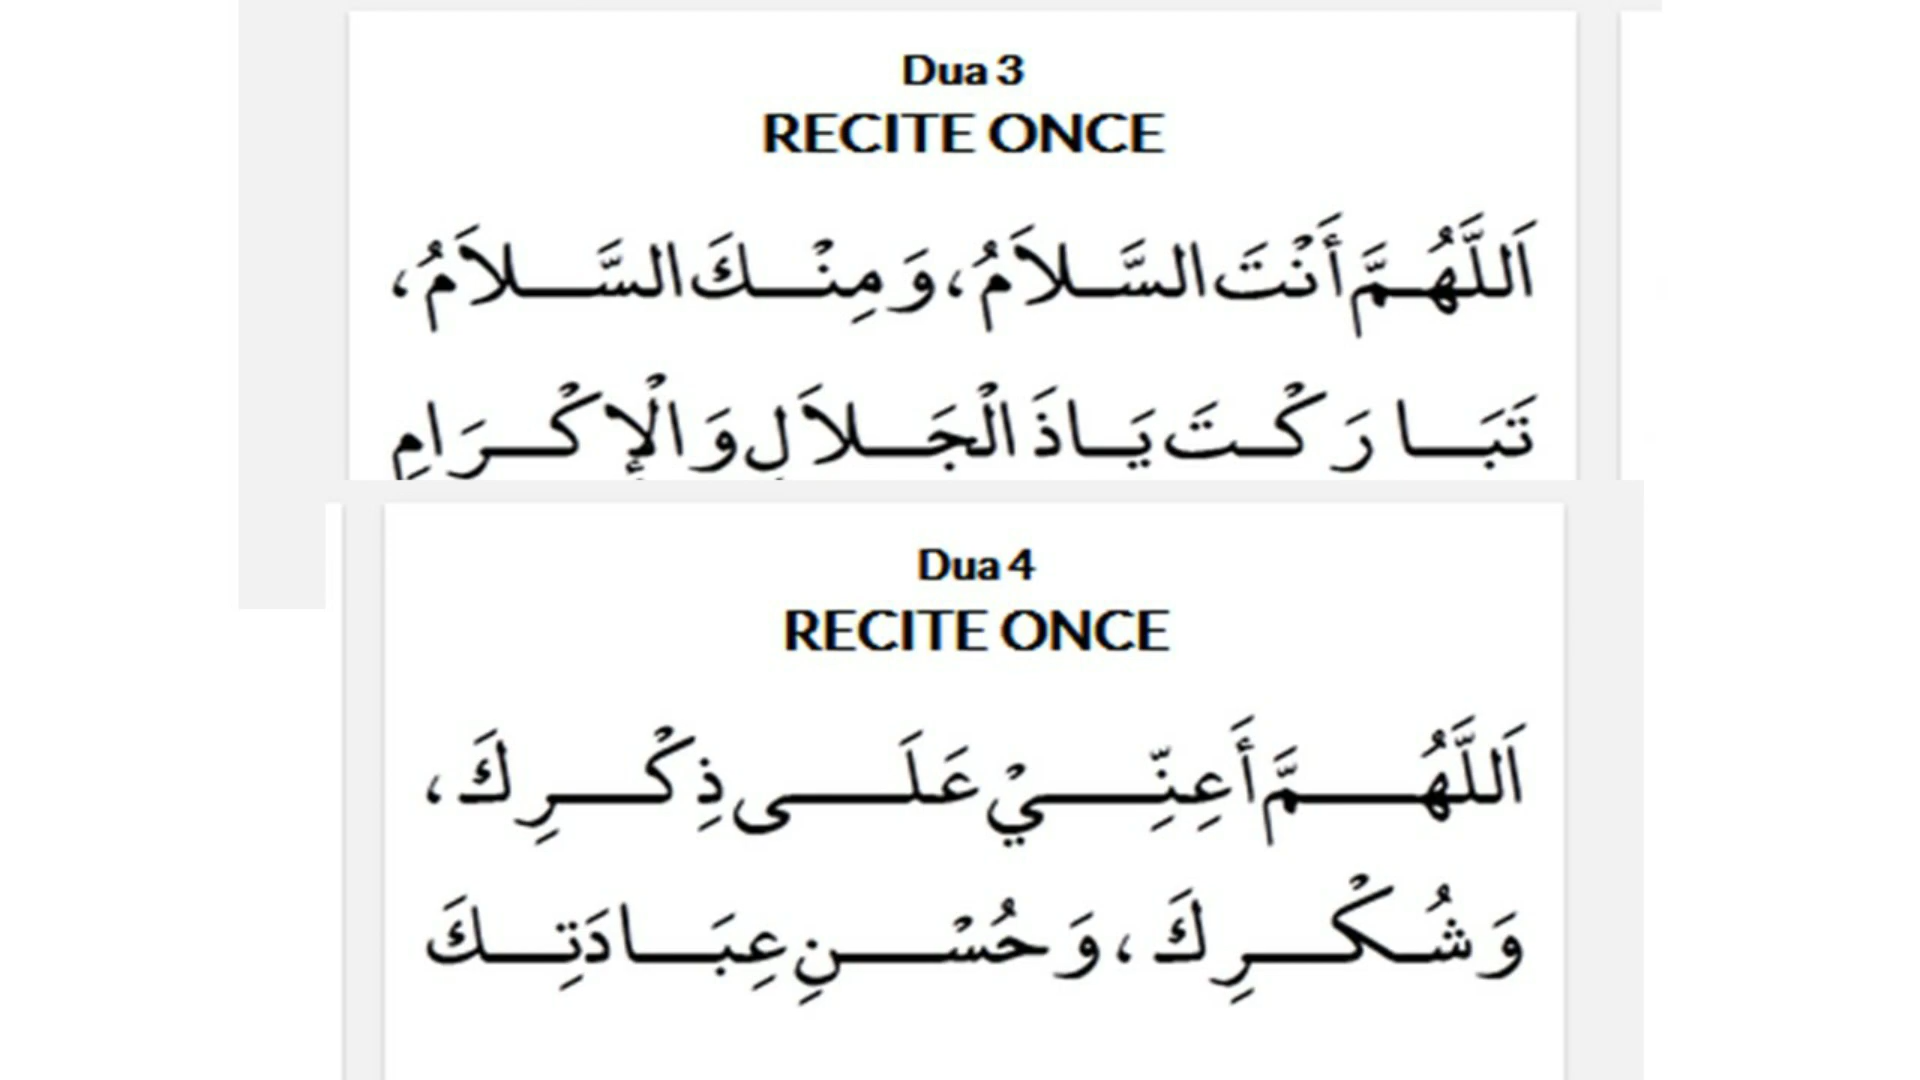 Dua 3
RECITE ONCE
اَللَّهُمَّ أَنْتَ السَّلاَمُ، وَمِنْكَ السَّلاَمُ،
تَبَارَكْتَ يَاذَ الْجَلاَلِ وَالْإِكْرَامِ
Dua 4
RECITE ONCE
اَللَّهُمَّ أَعِنِّيْ عَلَى ذِكْرِكَ،
وَشُكْرِكَ، وَحُسْنِ عِبَادَتِكَ